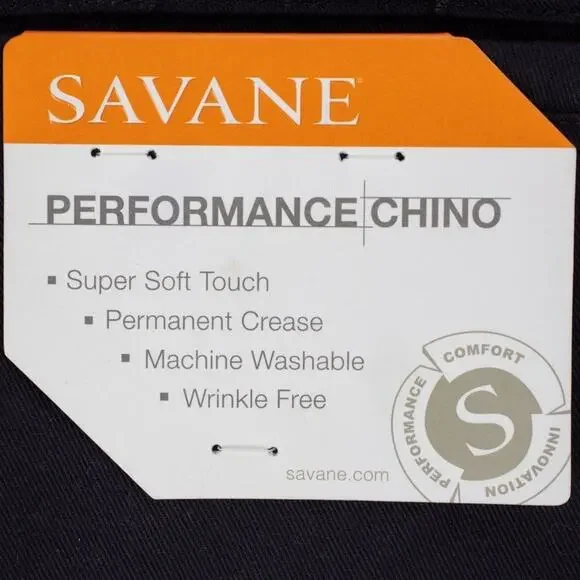 SAVANE
PERFORMANCE CHINO
▪ Super Soft Touch
▪ Permanent Crease
▪ Machine Washable
▪ Wrinkle Free
savane.com
COMFORT
INNOVATION
PERFORMANCE
S